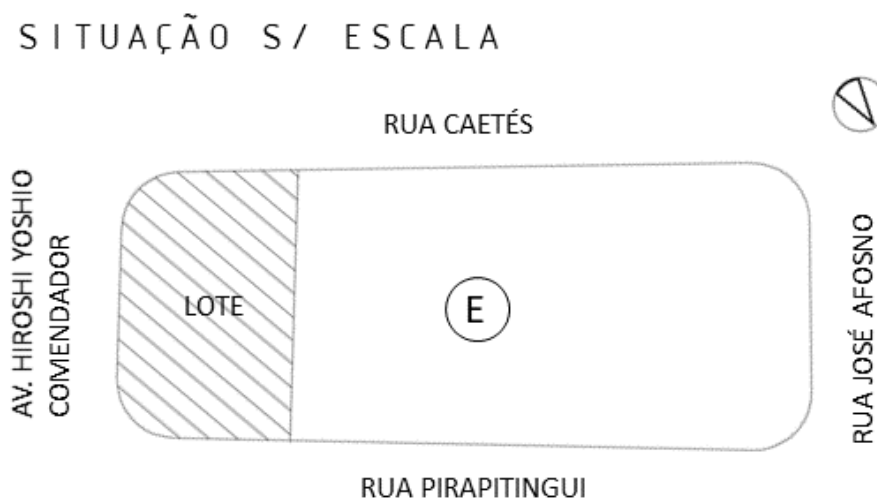 SITUAÇÃO S/ ESCALA
RUA CAETÉS
AV. HIROSHI YOSHIO
COMENDADOR
LOTE
E
RUA JOSÉ AFOSNO
RUA PIRAPITINGUI